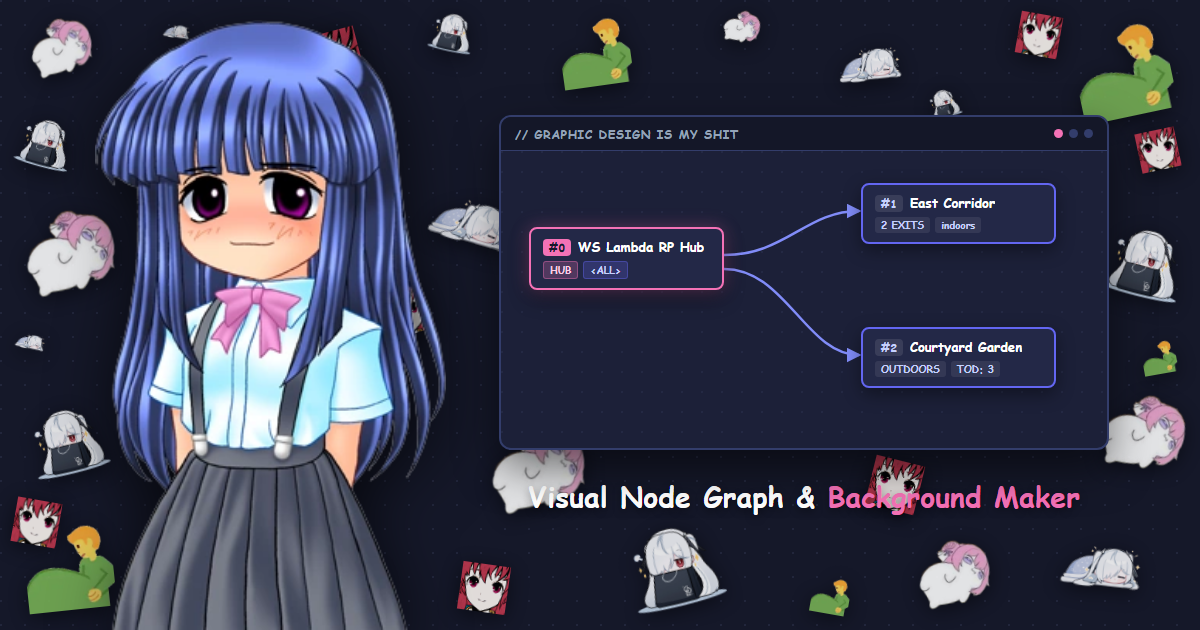 // GRAPHIC DESIGN IS MY SHIT
#0 WS Lambda RP Hub
HUB <ALL>
#1 East Corridor
2 EXITS indoors
#2 Courtyard Garden
OUTDOORS TOD: 3
Visual Node Graph & Background Maker